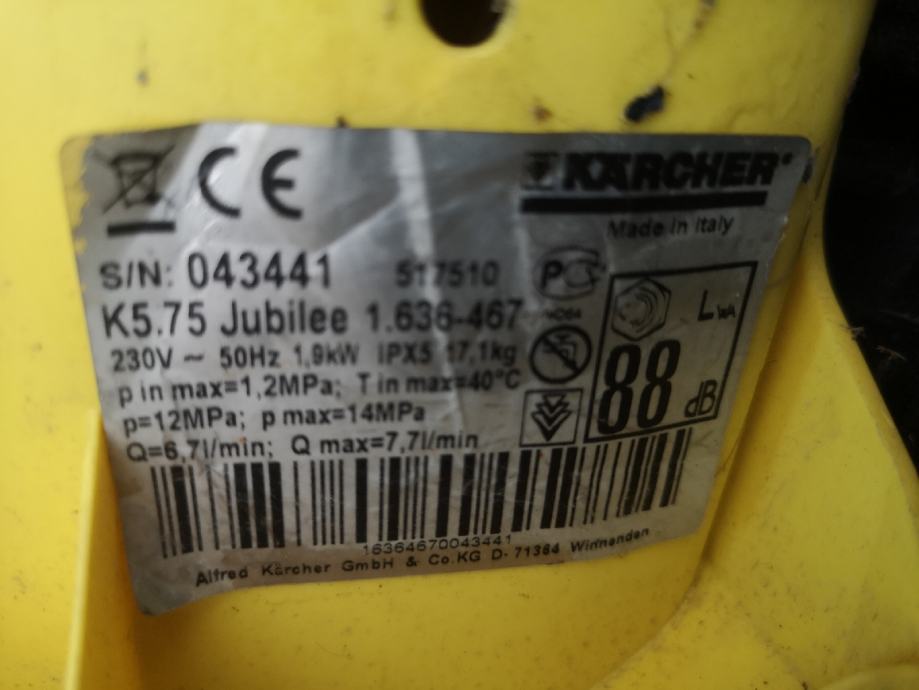 CE KÄRCHER
Made in Italy
S/N: 043441 517510
K5.75 Jubilee 1.636-467
230V ~ 50Hz 1,9kW IPX5 17,1kg
p in max=1,2MPa; T in max=40°C
p=12MPa; p max=14MPa
Q=6,7l/min; Q max=7,7l/min
LWA
88 dB
16364670043441
Alfred Kärcher GmbH & Co.KG D-71364 Winnenden